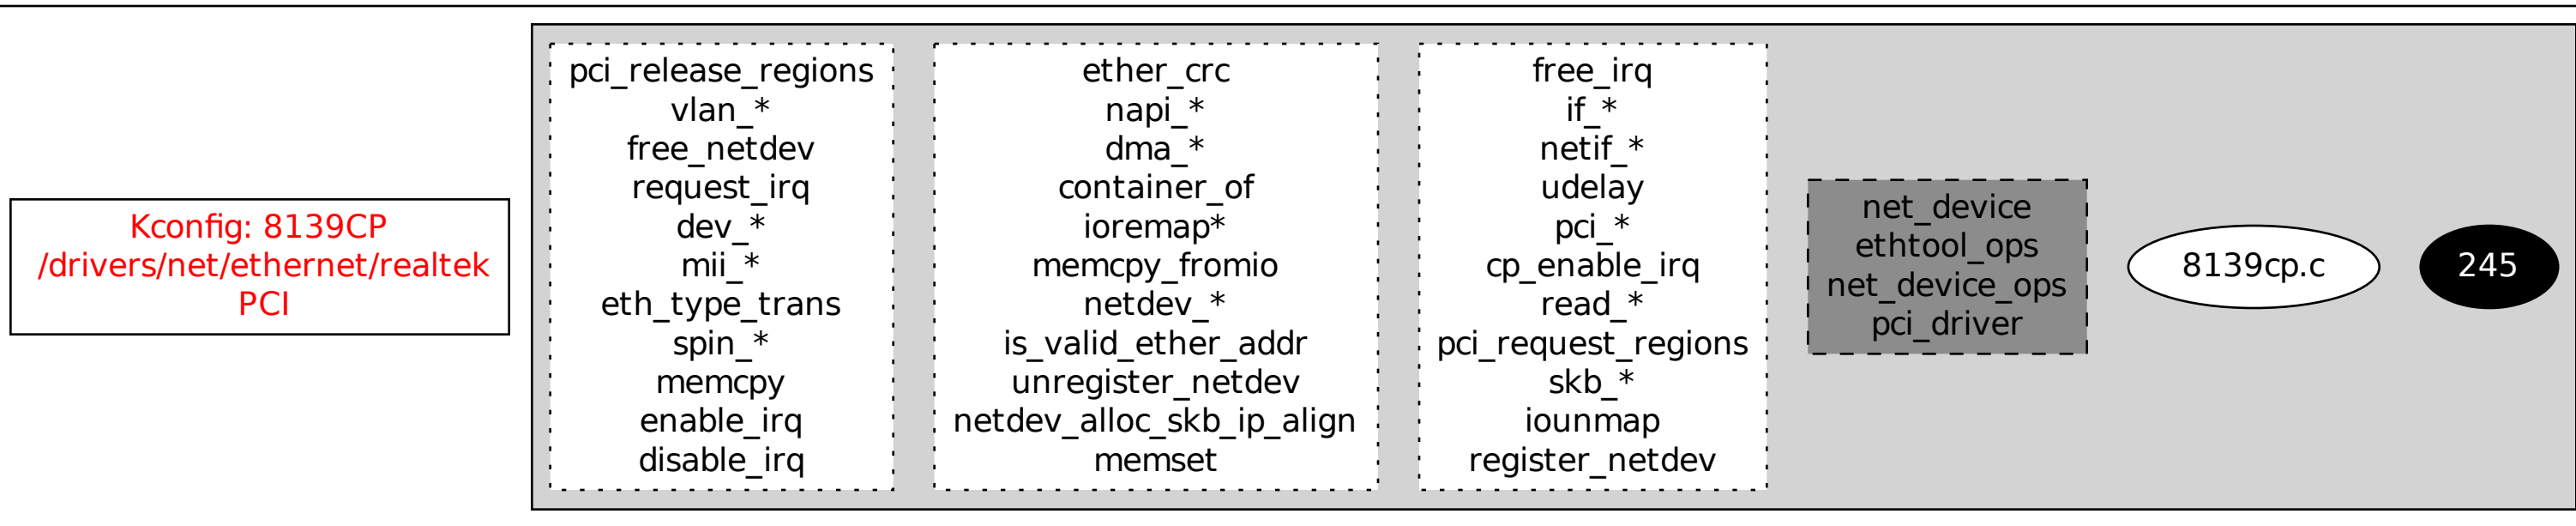 Kconfig: 8139CP
/drivers/net/ethernet/realtek
PCI
pci_release_regions
vlan_*
free_netdev
request_irq
dev_*
mii_*
eth_type_trans
spin_*
memcpy
enable_irq
disable_irq
ether_crc
napi_*
dma_*
container_of
ioremap*
memcpy_fromio
netdev_*
is_valid_ether_addr
unregister_netdev
netdev_alloc_skb_ip_align
memset
free_irq
if_*
netif_*
udelay
pci_*
cp_enable_irq
read_*
pci_request_regions
skb_*
iounmap
register_netdev
net_device
ethtool_ops
net_device_ops
pci_driver
8139cp.c
245